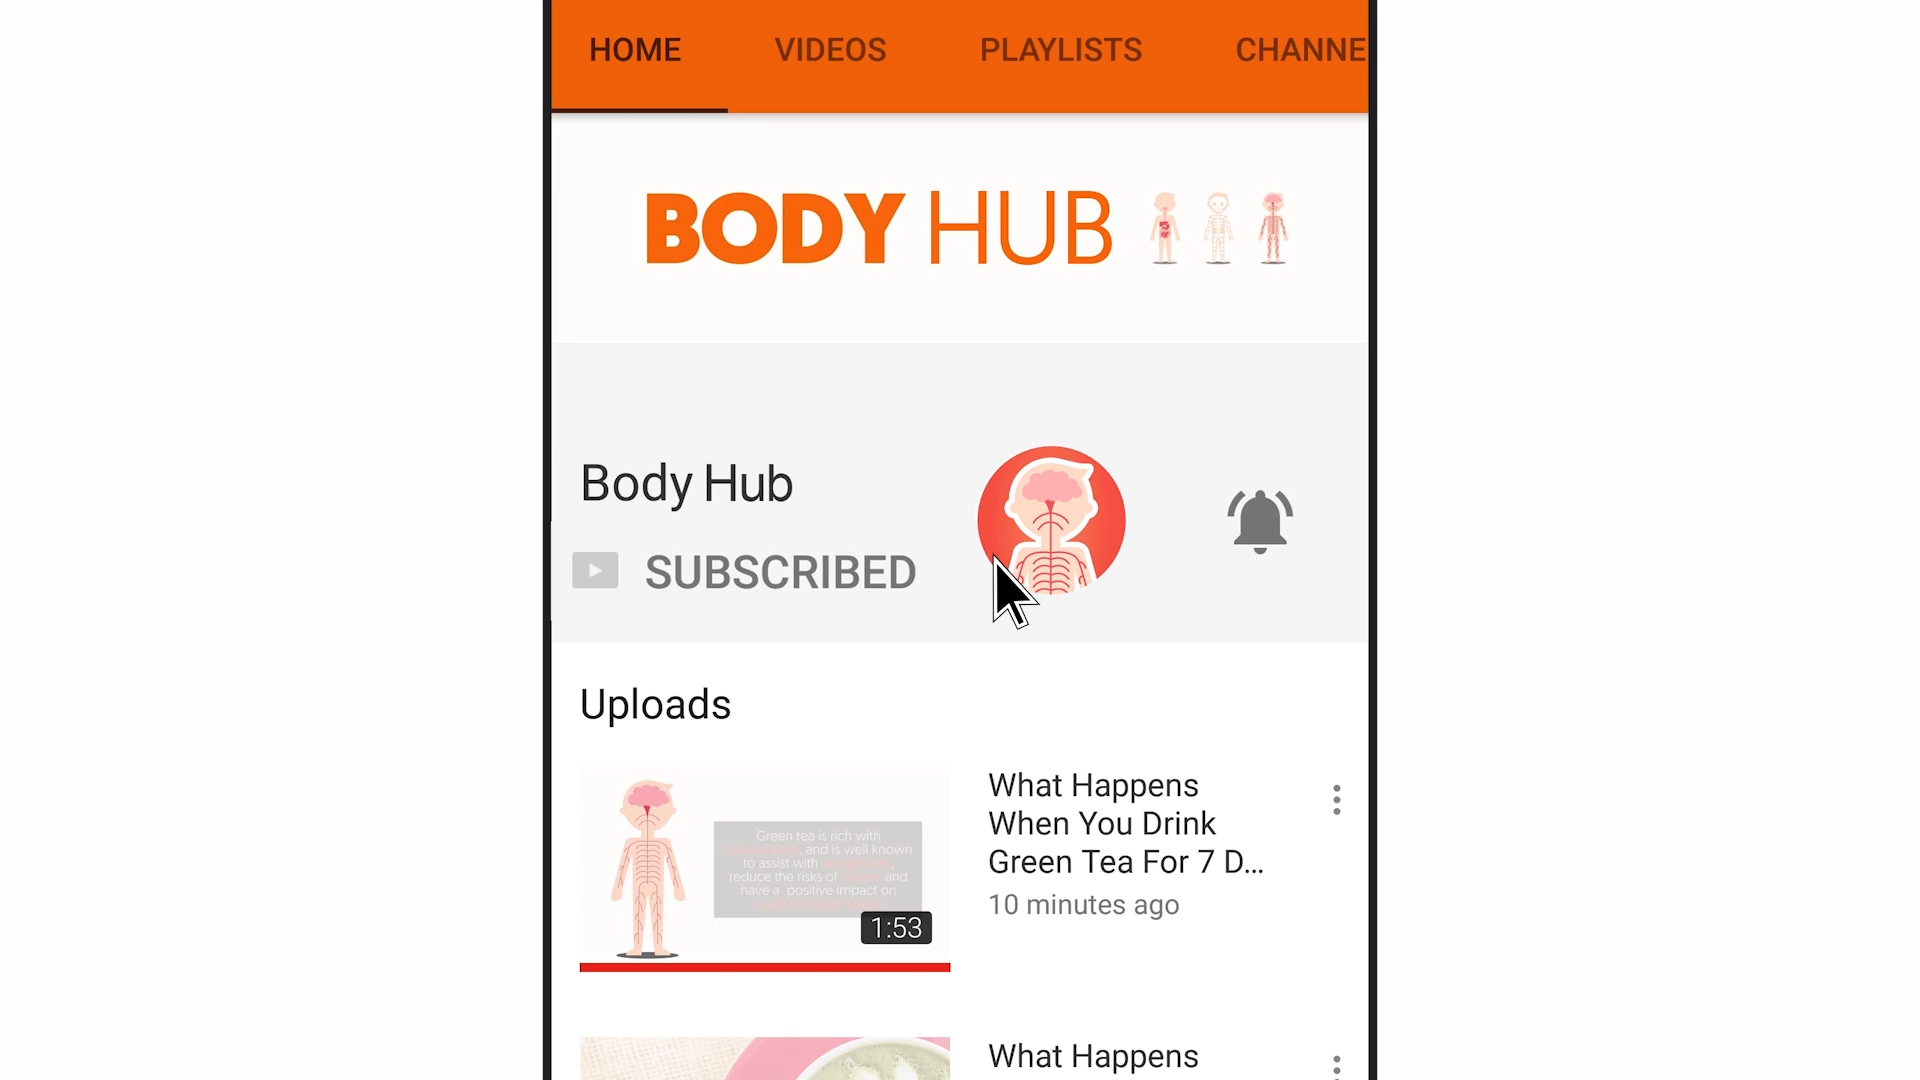 HOME VIDEOS PLAYLISTS CHANNE
BODY HUB
Body Hub
SUBSCRIBED
Uploads
What Happens
When You Drink
Green Tea For 7 D...
10 minutes ago
Green tea is rich with
, and is well known
to assist with
reduce the risks of and
have a positive impact on
1:53
What Happens